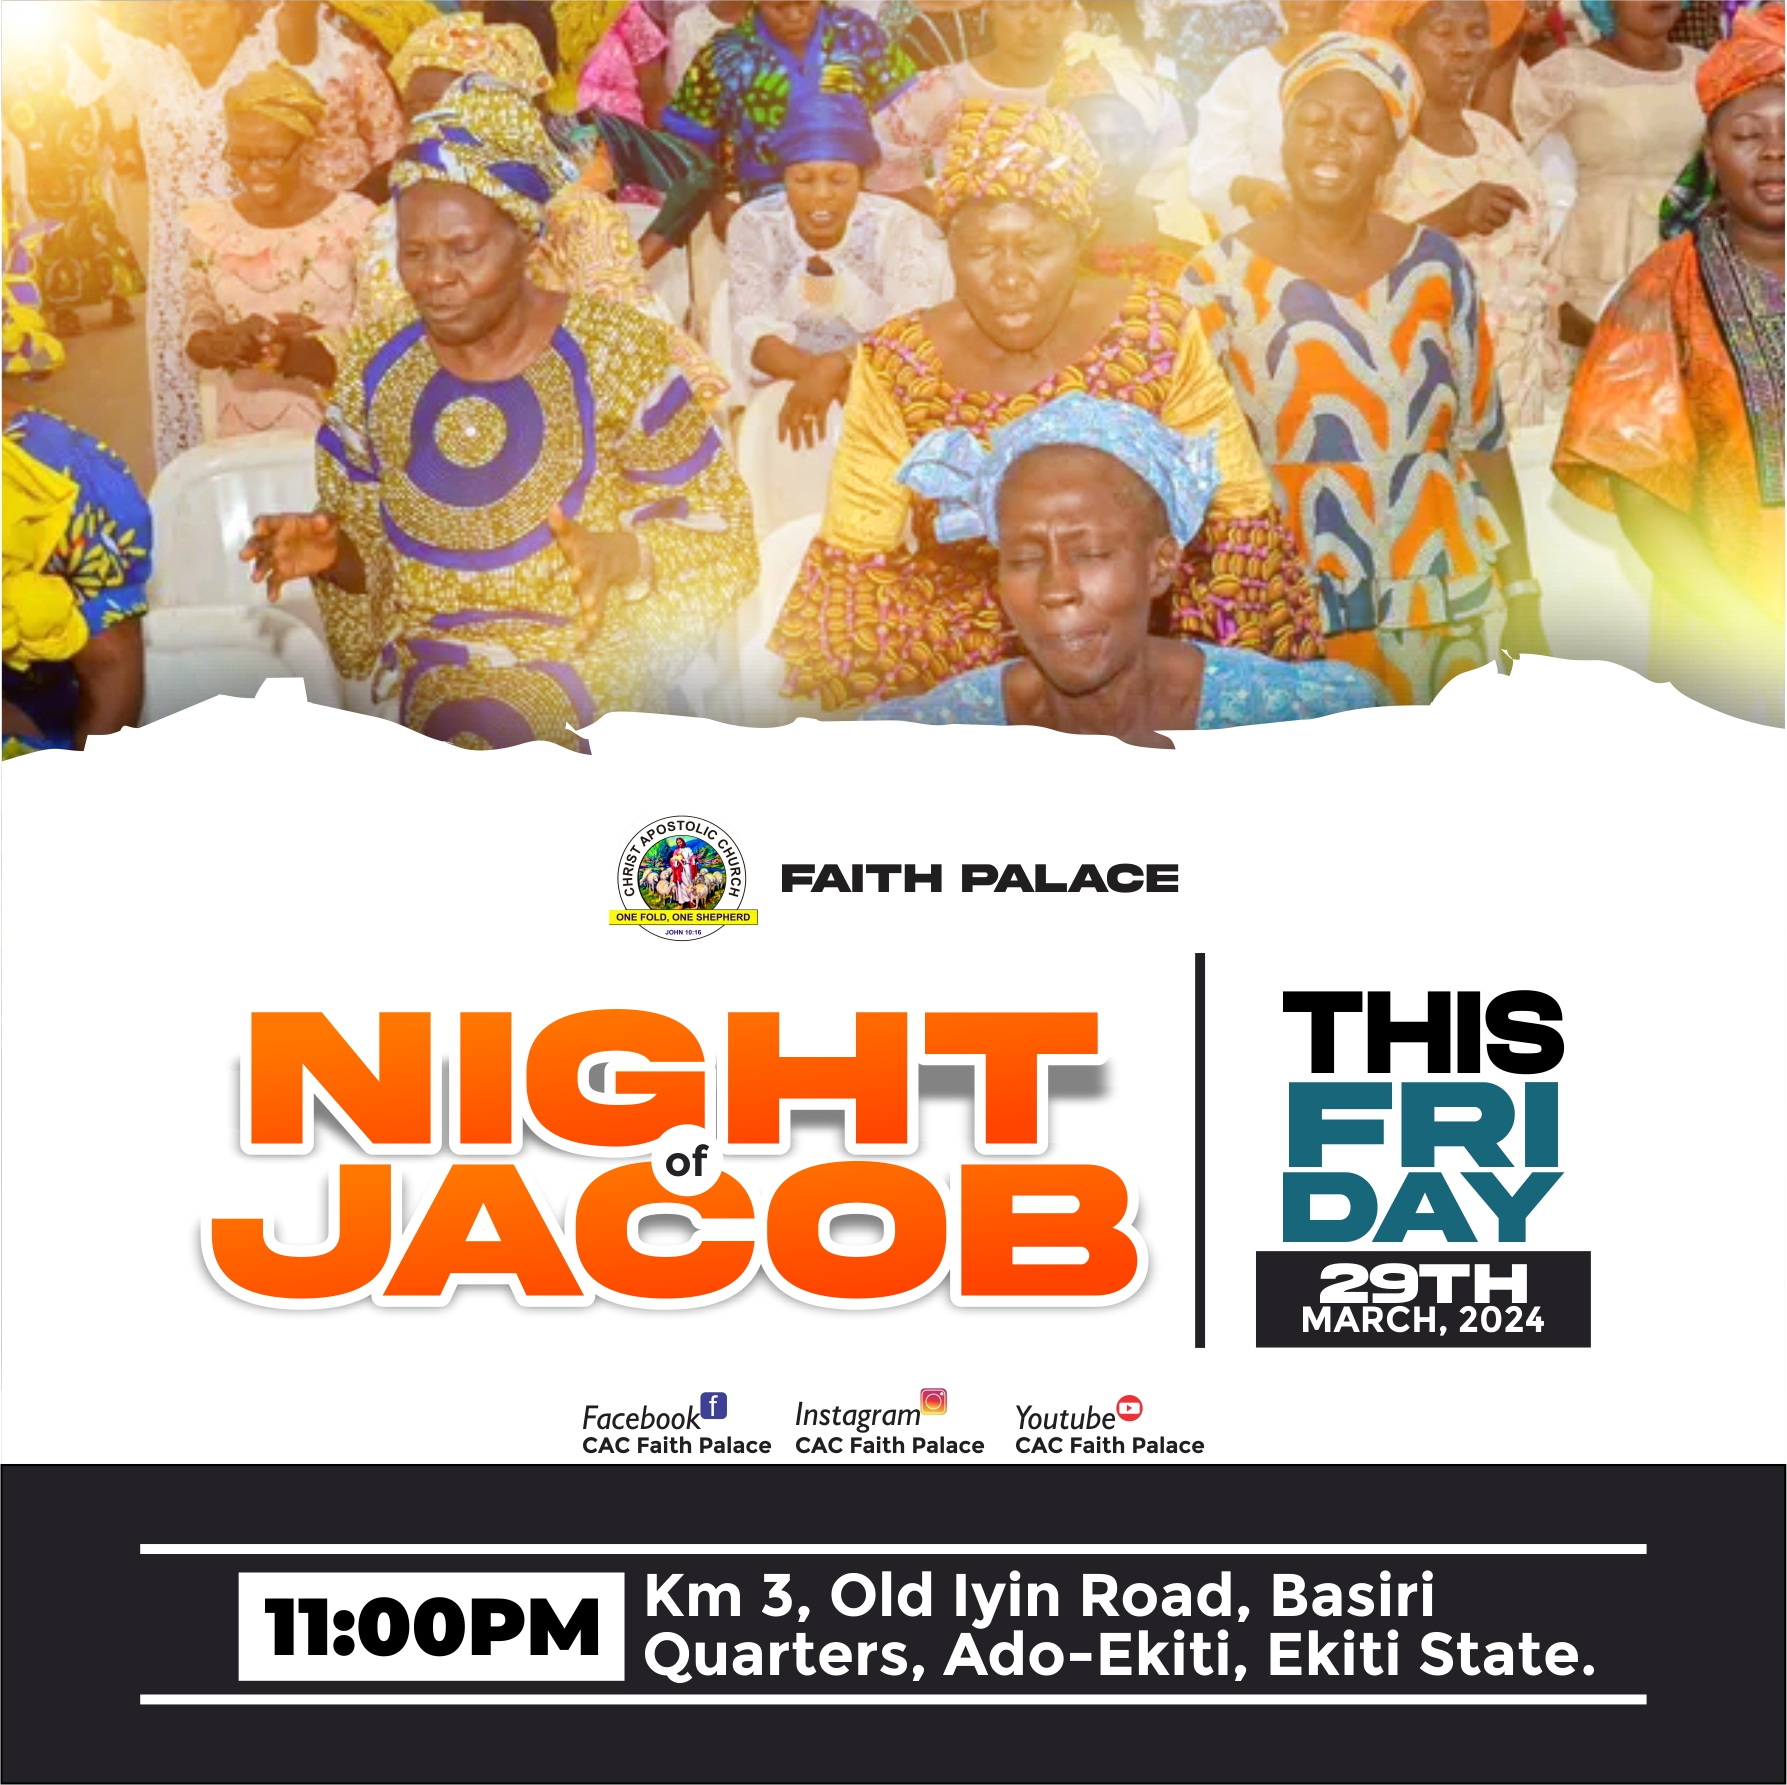 CHRIST APOSTOLIC CHURCH
ONE FOLD, ONE SHEPHERD
JOHN 10:16
FAITH PALACE
NIGHT
of
JACOB
THIS
FRI
DAY
29TH
MARCH, 2024
Facebook
CAC Faith Palace
Instagram
CAC Faith Palace
Youtube
CAC Faith Palace
11:00PM
Km 3, Old Iyin Road, Basiri
Quarters, Ado-Ekiti, Ekiti State.